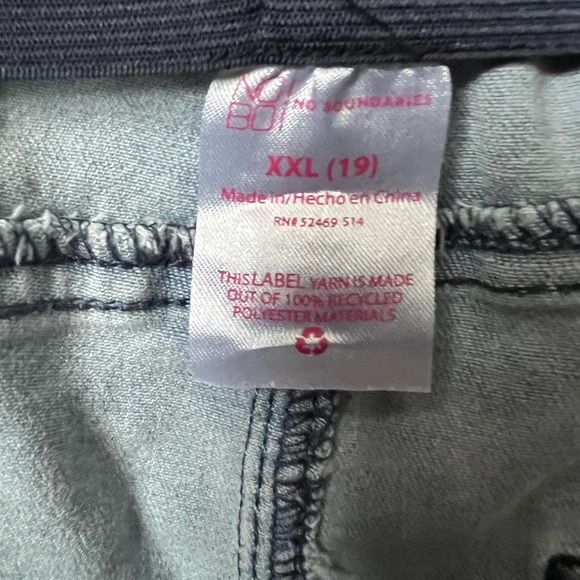 NO
BO
NO BOUNDARIES
XXL (19)
Made in/Hecho en China
RN# 52469 S14
THIS LABEL YARN IS MADE
OUT OF 100% RECYCLED
POLYESTER MATERIALS